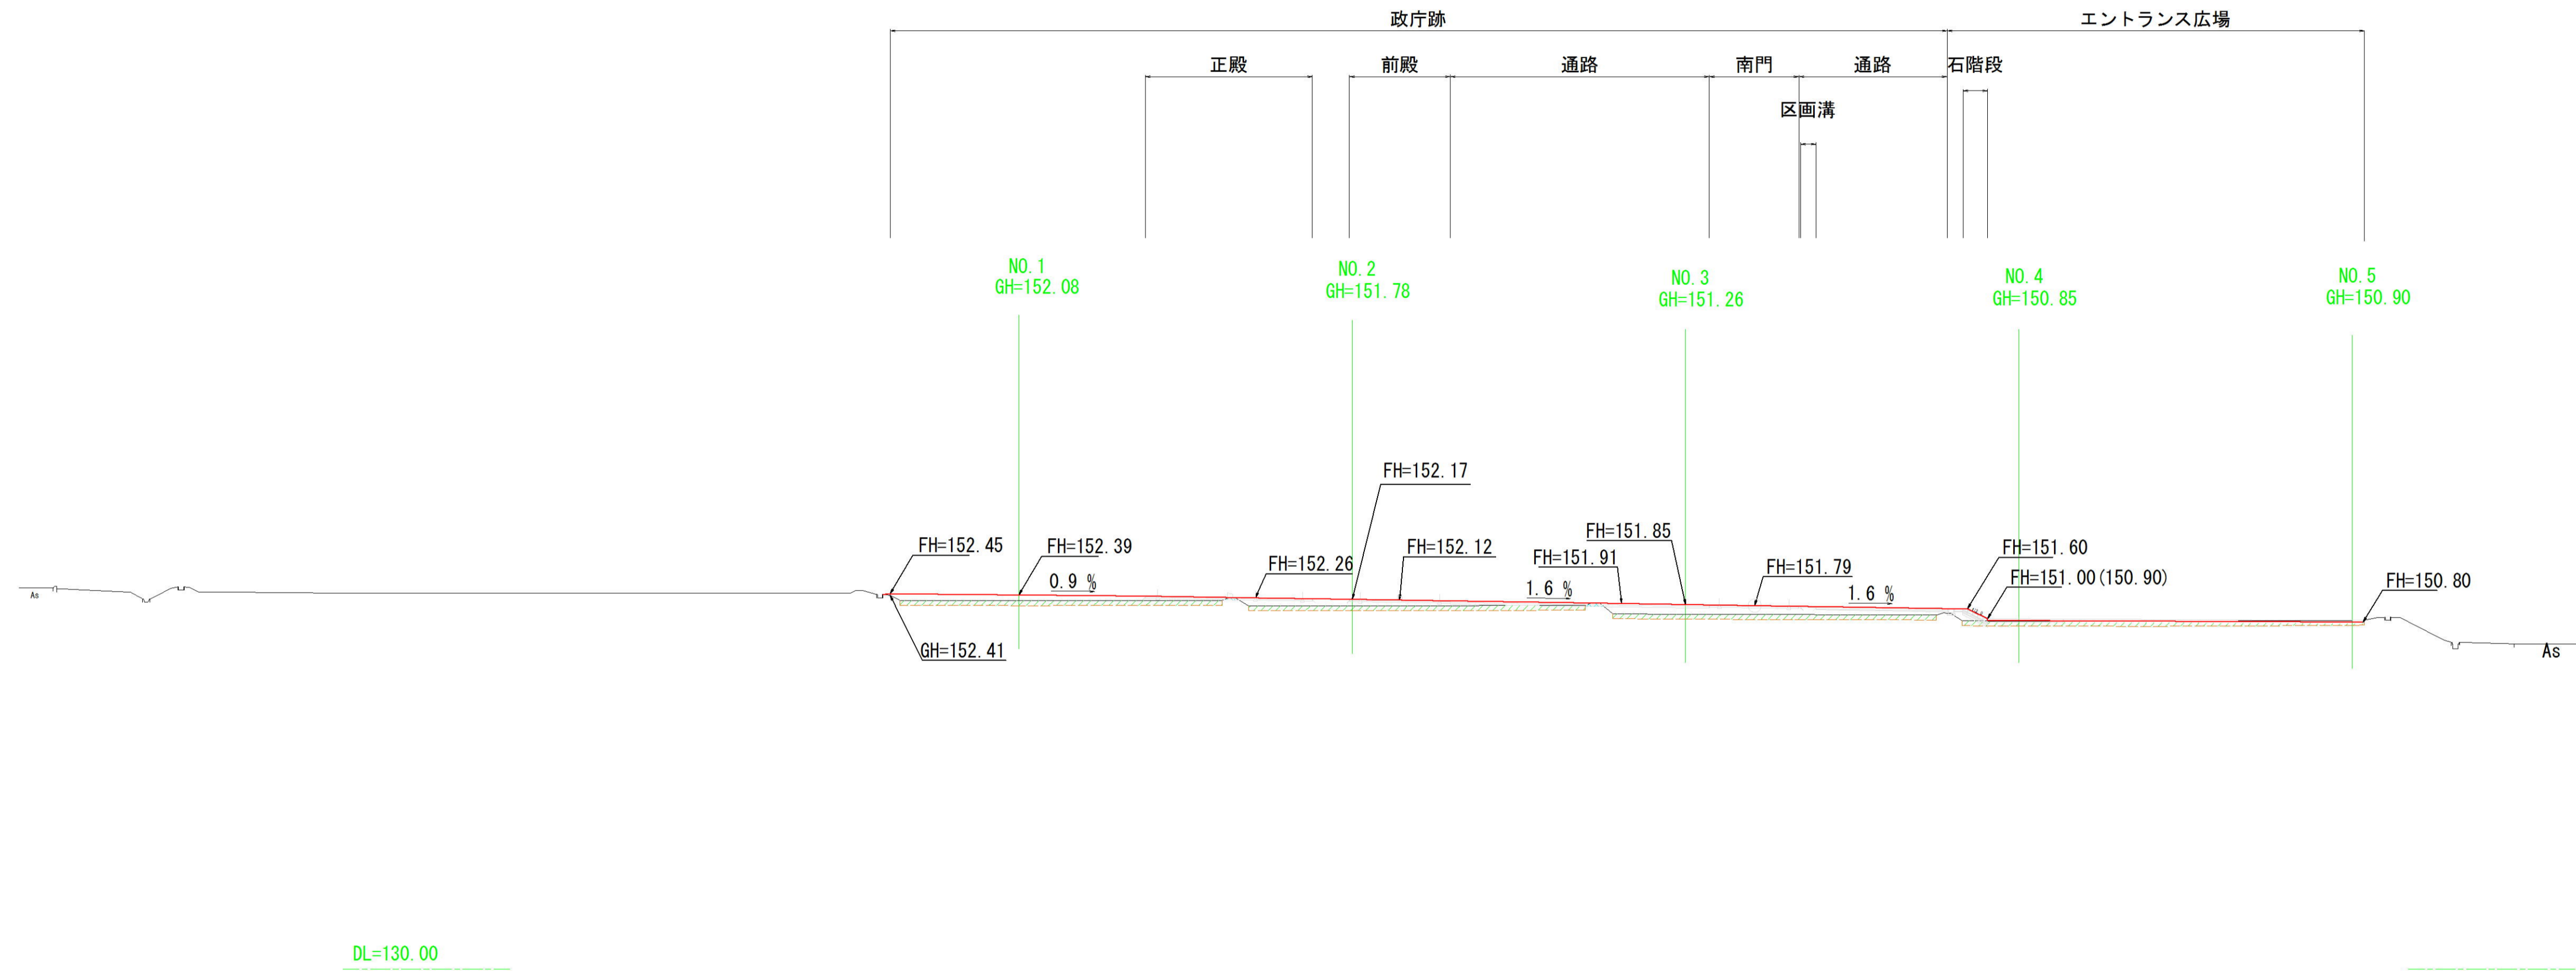 政庁跡
エントランス広場
正殿
前殿
通路
南門
通路
石階段
区画溝
NO.1
GH=152.08
NO.2
GH=151.78
NO.3
GH=151.26
NO.4
GH=150.85
NO.5
GH=150.90
FH=152.17
FH=152.45
FH=152.39
0.9 %
FH=152.26
FH=152.12
1.6 %
FH=151.91
FH=151.85
FH=151.79
1.6 %
FH=151.60
FH=151.00(150.90)
FH=150.80
As
GH=152.41
As
DL=130.00